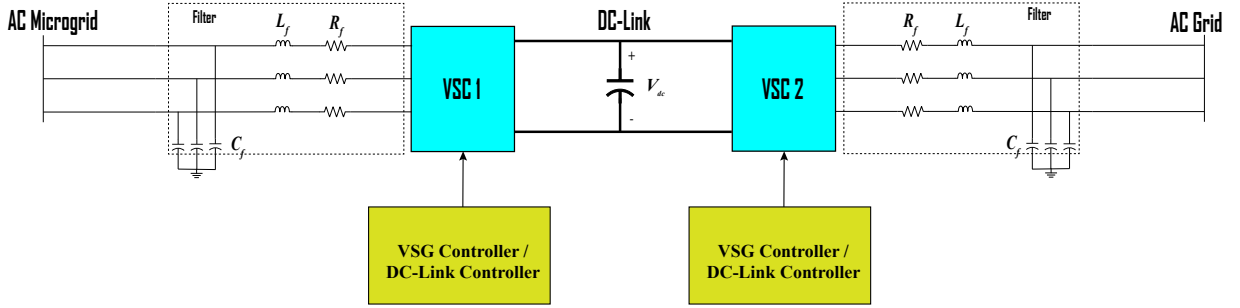 AC Microgrid
Filter
L_f
R_f
DC-Link
R_f
L_f
Filter
AC Grid
VSC 1
+
V_dc
-
VSC 2
C_f
C_f
VSG Controller /
DC-Link Controller
VSG Controller /
DC-Link Controller